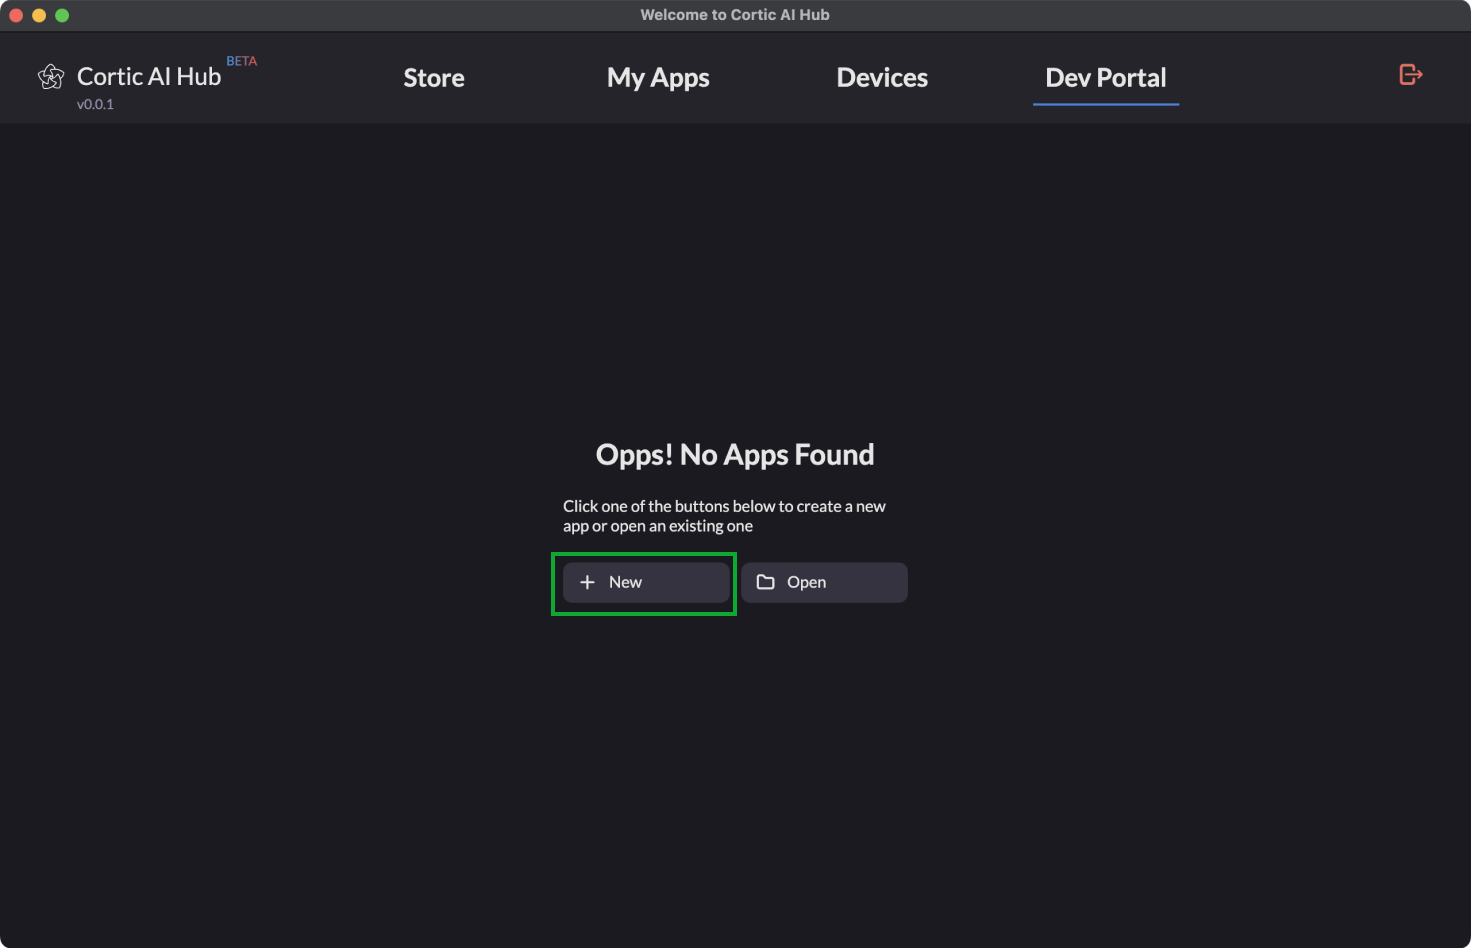 Welcome to Cortic AI Hub
Cortic AI Hub BETA
v0.0.1
Store
My Apps
Devices
Dev Portal
Opps! No Apps Found
Click one of the buttons below to create a new
app or open an existing one
New
Open